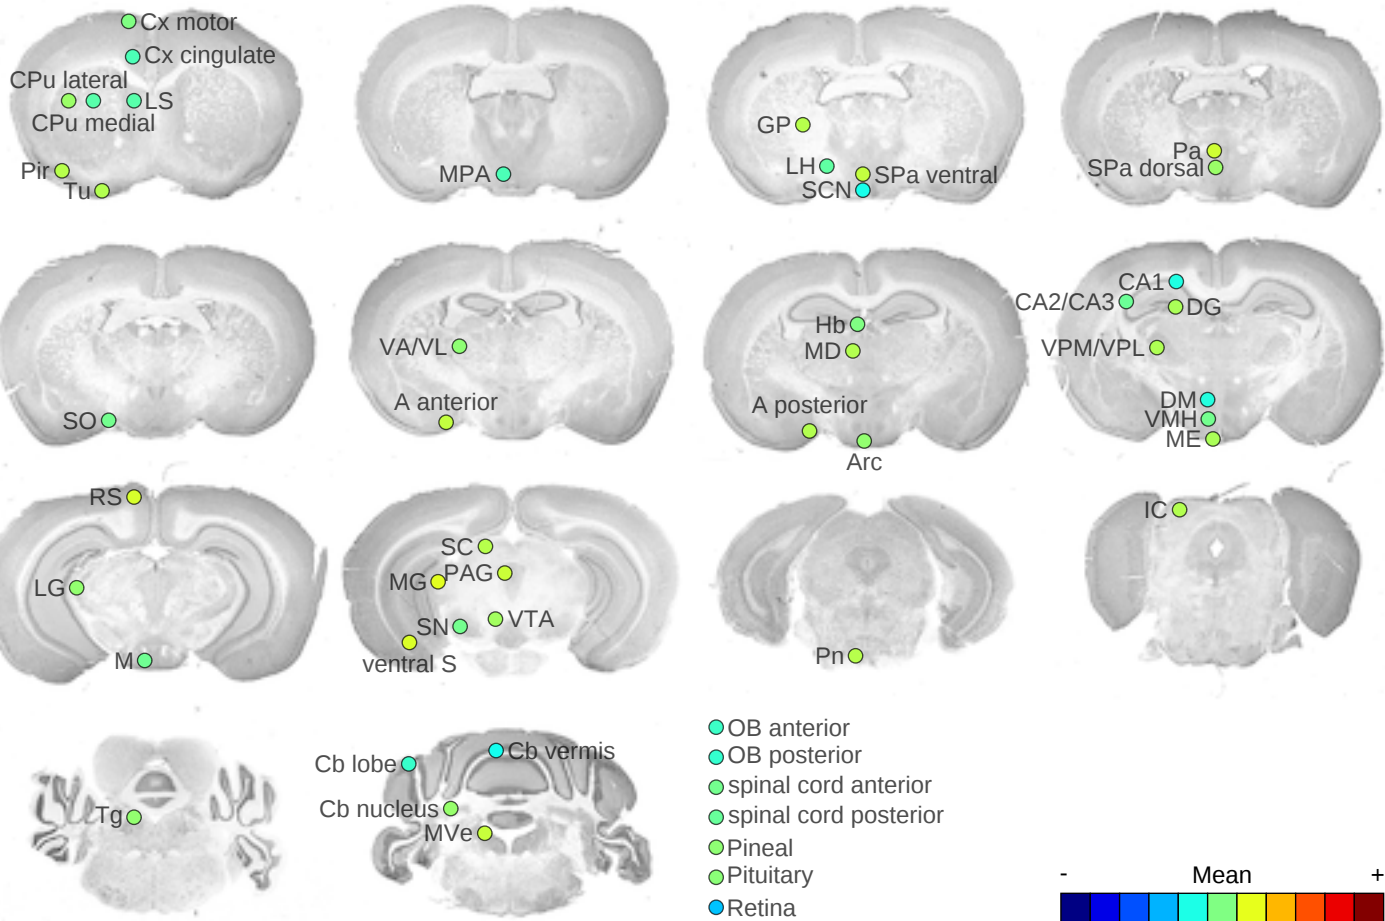 Cx motor
Cx cingulate
CPu lateral
LS
CPu medial
Pir
Tu
MPA
GP
LH
SPa ventral
SCN
Pa
SPa dorsal
SO
VA/VL
A anterior
Hb
MD
A posterior
Arc
CA1
CA2/CA3
DG
VPM/VPL
DM
VMH
ME
RS
LG
M
SC
MG
PAG
SN
VTA
ventral S
Pn
IC
Tg
Cb lobe
Cb vermis
Cb nucleus
MVe
OB anterior
OB posterior
spinal cord anterior
spinal cord posterior
Pineal
Pituitary
Retina
- Mean +